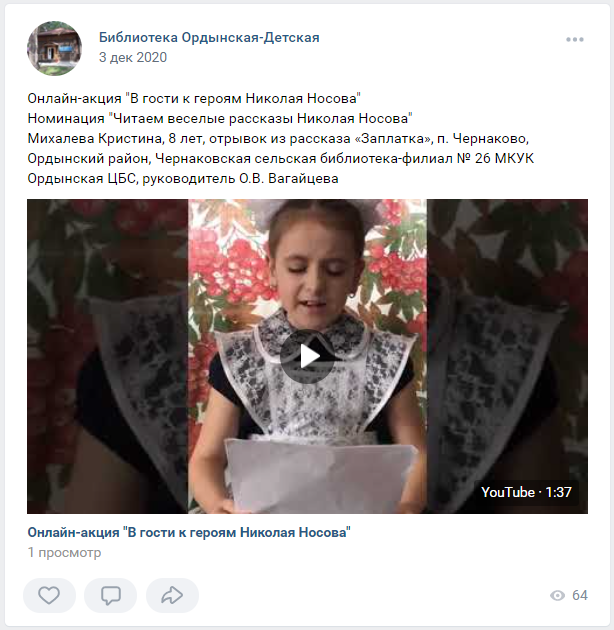 Библиотека Ордынская-Детская
3 дек 2020
Онлайн-акция "В гости к героям Николая Носова"
Номинация "Читаем веселые рассказы Николая Носова"
Михалева Кристина, 8 лет, отрывок из рассказа «Заплатка», п. Чернаково,
Ордынский район, Чернаковская сельская библиотека-филиал № 26 МКУК
Ордынская ЦБС, руководитель О.В. Вагайцева
YouTube · 1:37
Онлайн-акция "В гости к героям Николая Носова"
1 просмотр
64